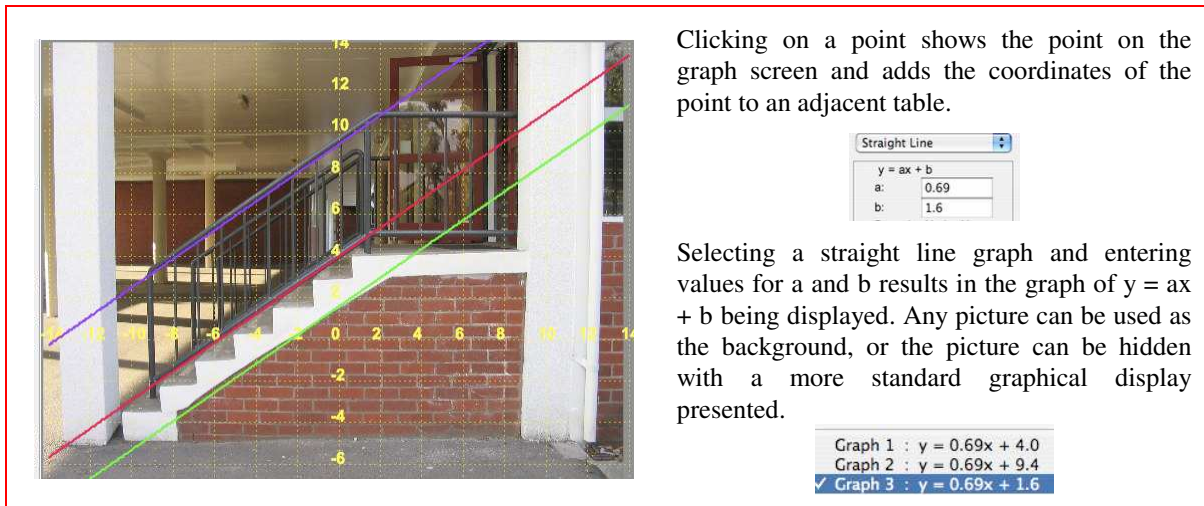 14
12
10
8
6
4
2
-14 -12 -8 -6 -4 -2 0 2 4 6 8 10 12 14
-2
-4
-6
Clicking on a point shows the point on the
graph screen and adds the coordinates of the
point to an adjacent table.
Straight Line
y = ax + b
a: 0.69
b: 1.6
Selecting a straight line graph and entering
values for a and b results in the graph of y = ax
+ b being displayed. Any picture can be used as
the background, or the picture can be hidden
with a more standard graphical display
presented.
Graph 1 : y = 0.69x + 4.0
Graph 2 : y = 0.69x + 9.4
✓ Graph 3 : y = 0.69x + 1.6